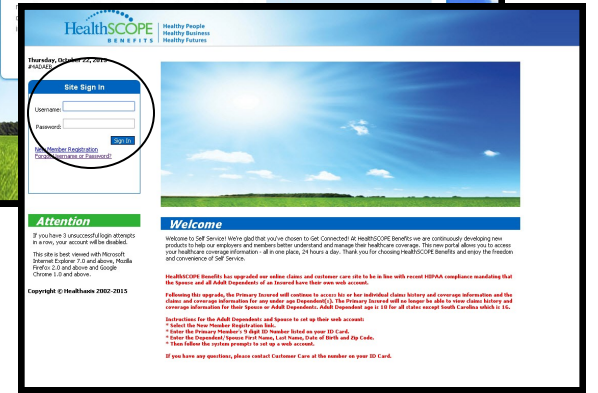 HealthSCOPE
BENEFITS
Healthy People
Healthy Business
Healthy Futures
Thursday, October 22, 2015
#4ADAEB
Site Sign In
Username:
Password:
Sign In
New Member Registration
Forgot Username or Password?
Attention
If you have 3 unsuccessful login attempts
in a row, your account will be disabled.
This site is best viewed with Microsoft
Internet Explorer 7.0 and above, Mozilla
Firefox 2.0 and above and Google
Chrome 1.0 and above.
Copyright © Healthaxis 2002-2015
Welcome
Welcome to Self Service! We're glad that you've chosen to Get Connected! At HealthSCOPE Benefits we are continuously developing new
products to help our employers and members better understand and manage their healthcare coverage. This new portal allows you to access
your healthcare coverage information - all in one place, 24 hours a day. Thank you for choosing HealthSCOPE Benefits and enjoy the freedom
and convenience of Self Service.
HealthSCOPE Benefits has upgraded our online claims and customer care site to be in line with recent HIPAA compliance mandating that
the Spouse and all Adult Dependents of an Insured have their own web account.
Following this upgrade, the Primary Insured will continue to access his or her individual claims history and coverage information and the
claims and coverage information for any under age Dependent(s). The Primary Insured will no longer be able to view claims history and
coverage information for their Spouse or Adult Dependents. Adult Dependent age is 18 for all states except South Carolina which is 16.
Instructions for the Adult Dependents and Spouse to set up their web account:
* Select the New Member Registration link.
* Enter the Primary Member's 9 digit ID Number listed on your ID Card.
* Enter the Dependent/Spouse First Name, Last Name, Date of Birth and Zip Code.
* Then follow the system prompts to set up a web account.
If you have any questions, please contact Customer Care at the number on your ID Card.